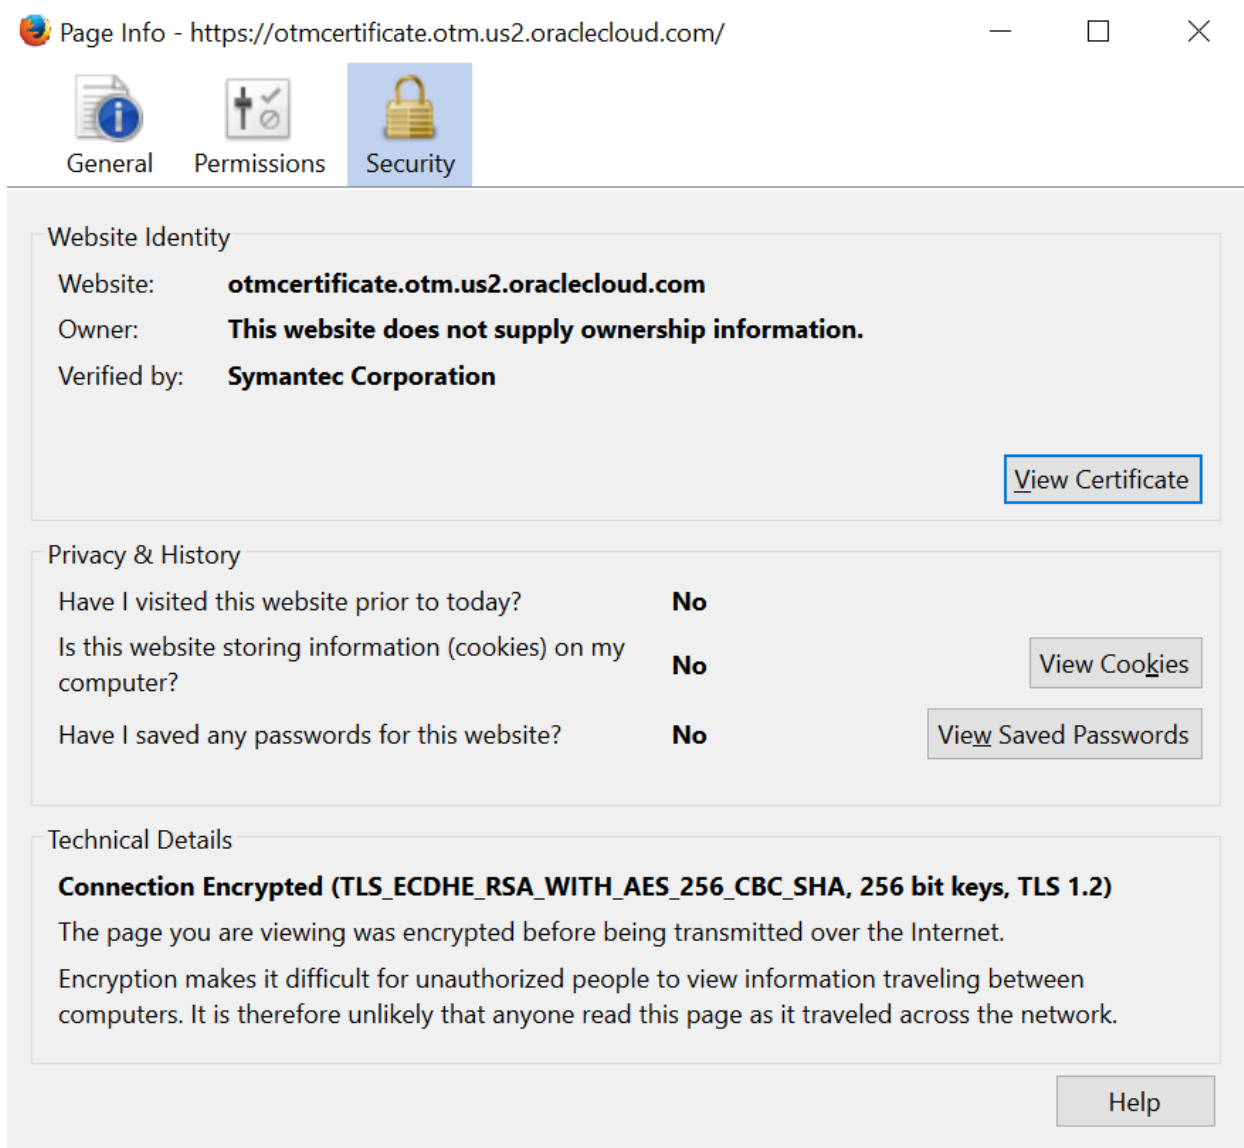 Page Info - https://otmcertificate.otm.us2.oraclecloud.com/
General Permissions Security
Website Identity
Website: otmcertificate.otm.us2.oraclecloud.com
Owner: This website does not supply ownership information.
Verified by: Symantec Corporation
View Certificate
Privacy & History
Have I visited this website prior to today? No
Is this website storing information (cookies) on my
computer? No View Cookies
Have I saved any passwords for this website? No View Saved Passwords
Technical Details
Connection Encrypted (TLS_ECDHE_RSA_WITH_AES_256_CBC_SHA, 256 bit keys, TLS 1.2)
The page you are viewing was encrypted before being transmitted over the Internet.
Encryption makes it difficult for unauthorized people to view information traveling between
computers. It is therefore unlikely that anyone read this page as it traveled across the network.
Help